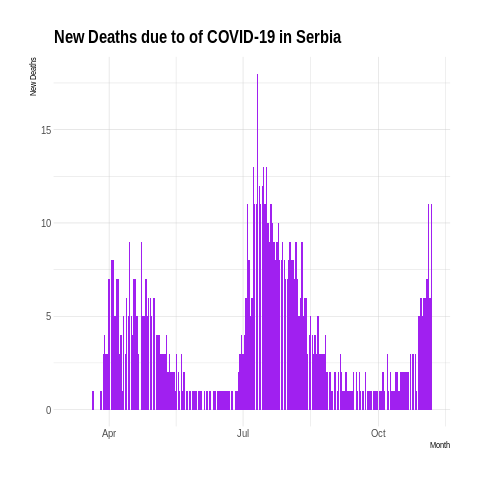 New Deaths due to of COVID-19 in Serbia
New Deaths
15
10
5
0
Apr
Jul
Oct
Month